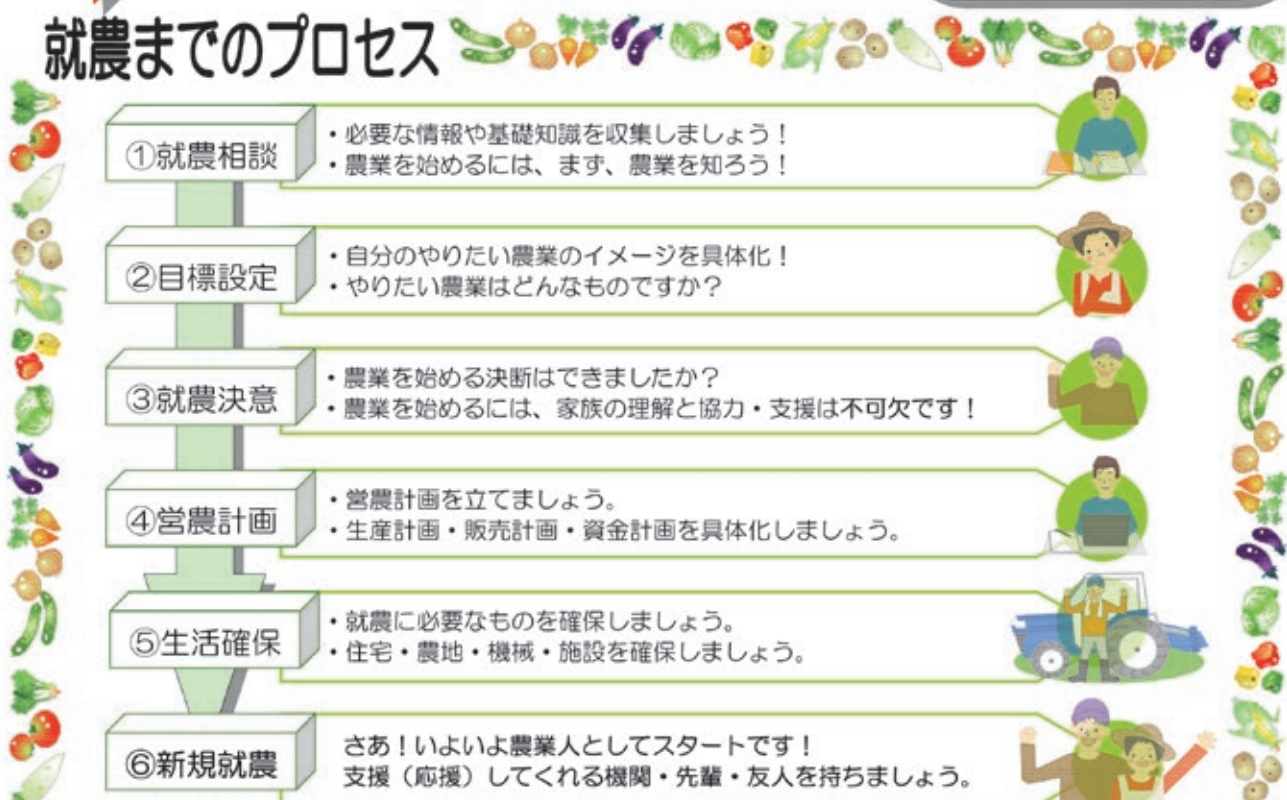 就農までのプロセス
①就農相談
・必要な情報や基礎知識を収集しましょう!
・農業を始めるには、まず、農業を知ろう!
②目標設定
・自分のやりたい農業のイメージを具体化!
・やりたい農業はどんなものですか?
③就農決意
・農業を始める決断はできましたか?
・農業を始めるには、家族の理解と協力・支援は不可欠です!
④営農計画
・営農計画を立てましょう。
・生産計画・販売計画・資金計画を具体化しましょう。
⑤生活確保
・就農に必要なものを確保しましょう。
・住宅・農地・機械・施設を確保しましょう。
⑥新規就農
さあ!いよいよ農業人としてスタートです!
支援(応援)してくれる機関・先輩・友人を持ちましょう。